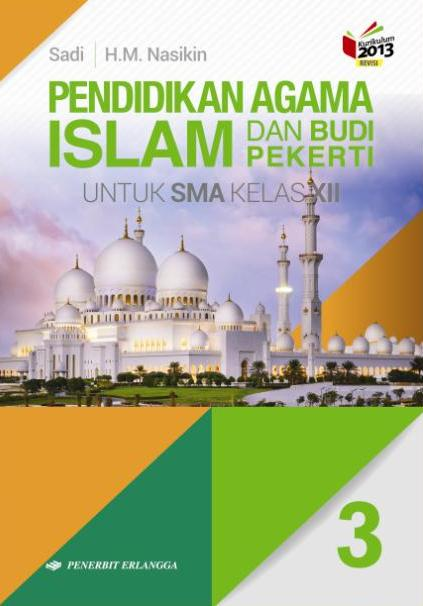 Sadi | H.M. Nasikin
Kurikulum
2013
REVISI
PENDIDIKAN AGAMA
ISLAM DAN BUDI
PEKERTI
UNTUK SMA KELAS XII
PENERBIT ERLANGGA
3